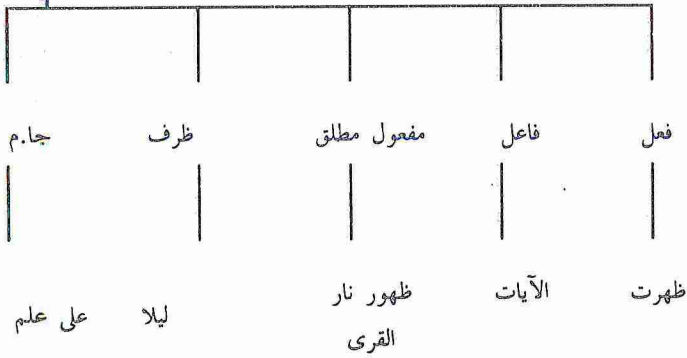 فعل فاعل مفعول مطلق ظرف جا.م
ظهرت الآيات ظهور نار ليلا على علم
القرى